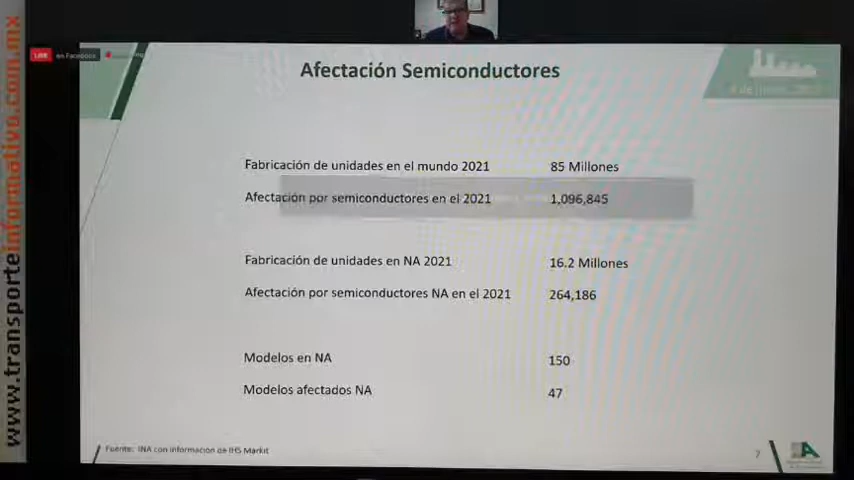 LIVE en Facebook
Afectación Semiconductores
Fabricación de unidades en el mundo 2021 85 Millones
Afectación por semiconductores en el 2021 1,096,845
Fabricación de unidades en NA 2021 16.2 Millones
Afectación por semiconductores NA en el 2021 264,186
Modelos en NA 150
Modelos afectados NA 47
Fuente: INA con información de IHS Markit
7
www.transporteinformativo.com.mx